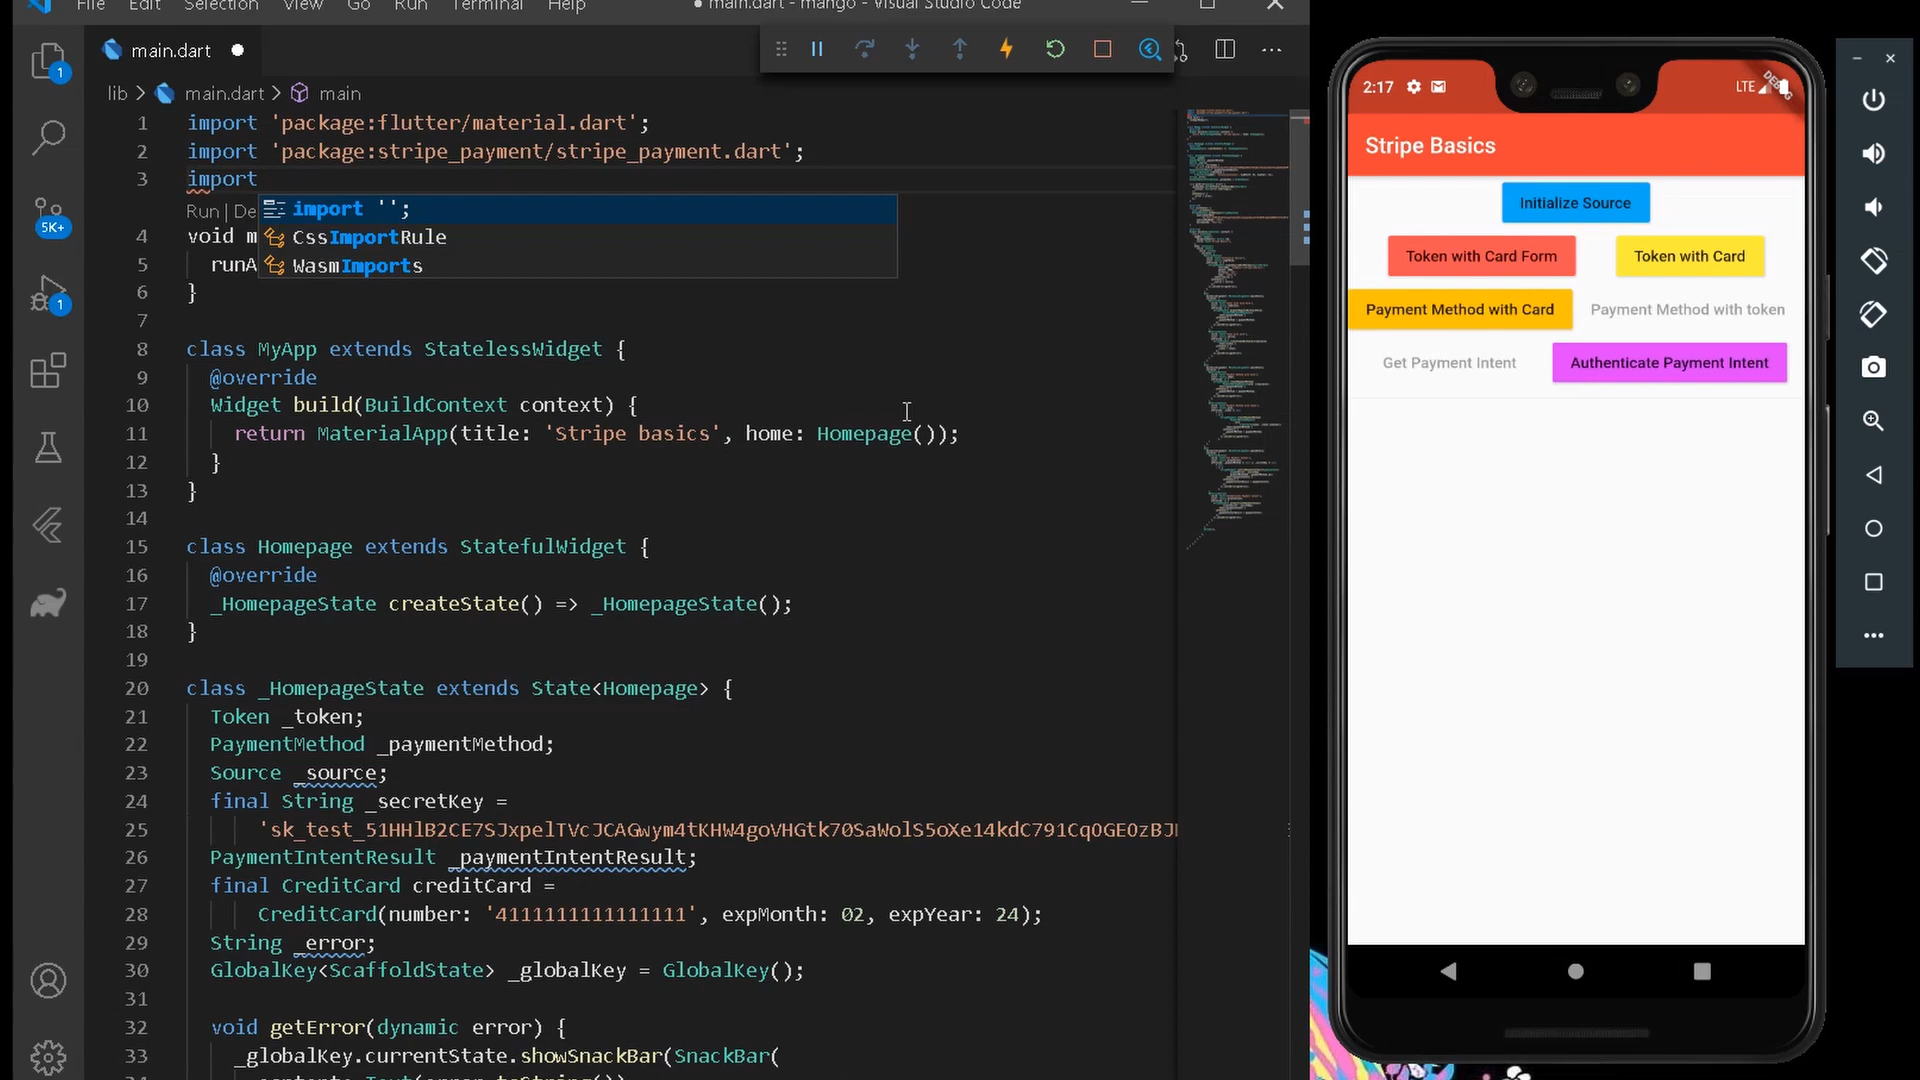 File Edit Selection View Go Run Terminal Help
● main.dart - mango - Visual Studio Code
main.dart
lib > main.dart > main
1 import 'package:flutter/material.dart';
2 import 'package:stripe_payment/stripe_payment.dart';
3 import
import '';
CssImportRule
WasmImports
Run | De
4 void m
5 runA
6 }
7
8 class MyApp extends StatelessWidget {
9 @override
10 Widget build(BuildContext context) {
11 return MaterialApp(title: 'Stripe basics', home: Homepage());
12 }
13 }
14
15 class Homepage extends StatefulWidget {
16 @override
17 _HomepageState createState() => _HomepageState();
18 }
19
20 class _HomepageState extends State<Homepage> {
21 Token _token;
22 PaymentMethod _paymentMethod;
23 Source _source;
24 final String _secretKey =
25
26 PaymentIntentResult _paymentIntentResult;
27 final CreditCard creditCard =
28 CreditCard(number: '4111111111111111', expMonth: 02, expYear: 24);
29 String _error;
30 GlobalKey<ScaffoldState> _globalKey = GlobalKey();
31
32 void getError(dynamic error) {
33 _globalKey.currentState.showSnackBar(SnackBar(
1
5K+
1
2:17
LTE
DEBUG
Stripe Basics
Initialize Source
Token with Card Form Token with Card
Payment Method with Card Payment Method with token
Get Payment Intent Authenticate Payment Intent